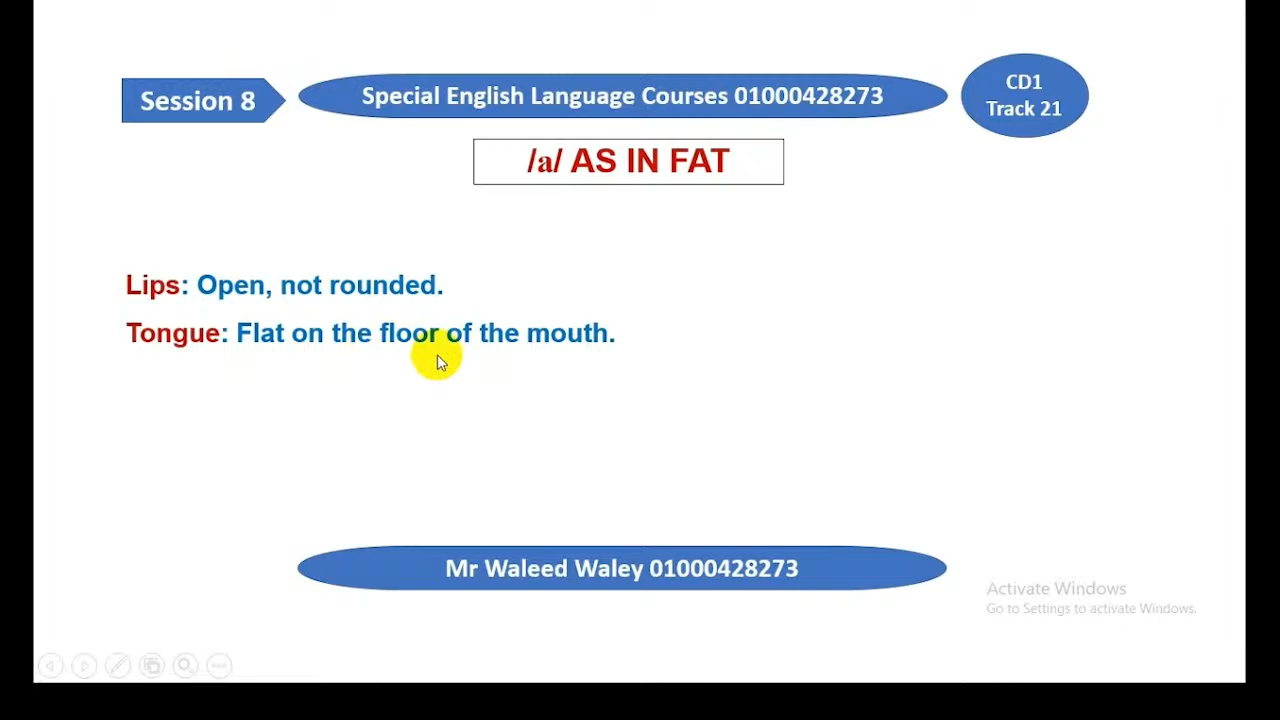 Session 8
Special English Language Courses 01000428273
CD1
Track 21
/a/ AS IN FAT
Lips: Open, not rounded.
Tongue: Flat on the floor of the mouth.
Mr Waleed Waley 01000428273
Activate Windows
Go to Settings to activate Windows.